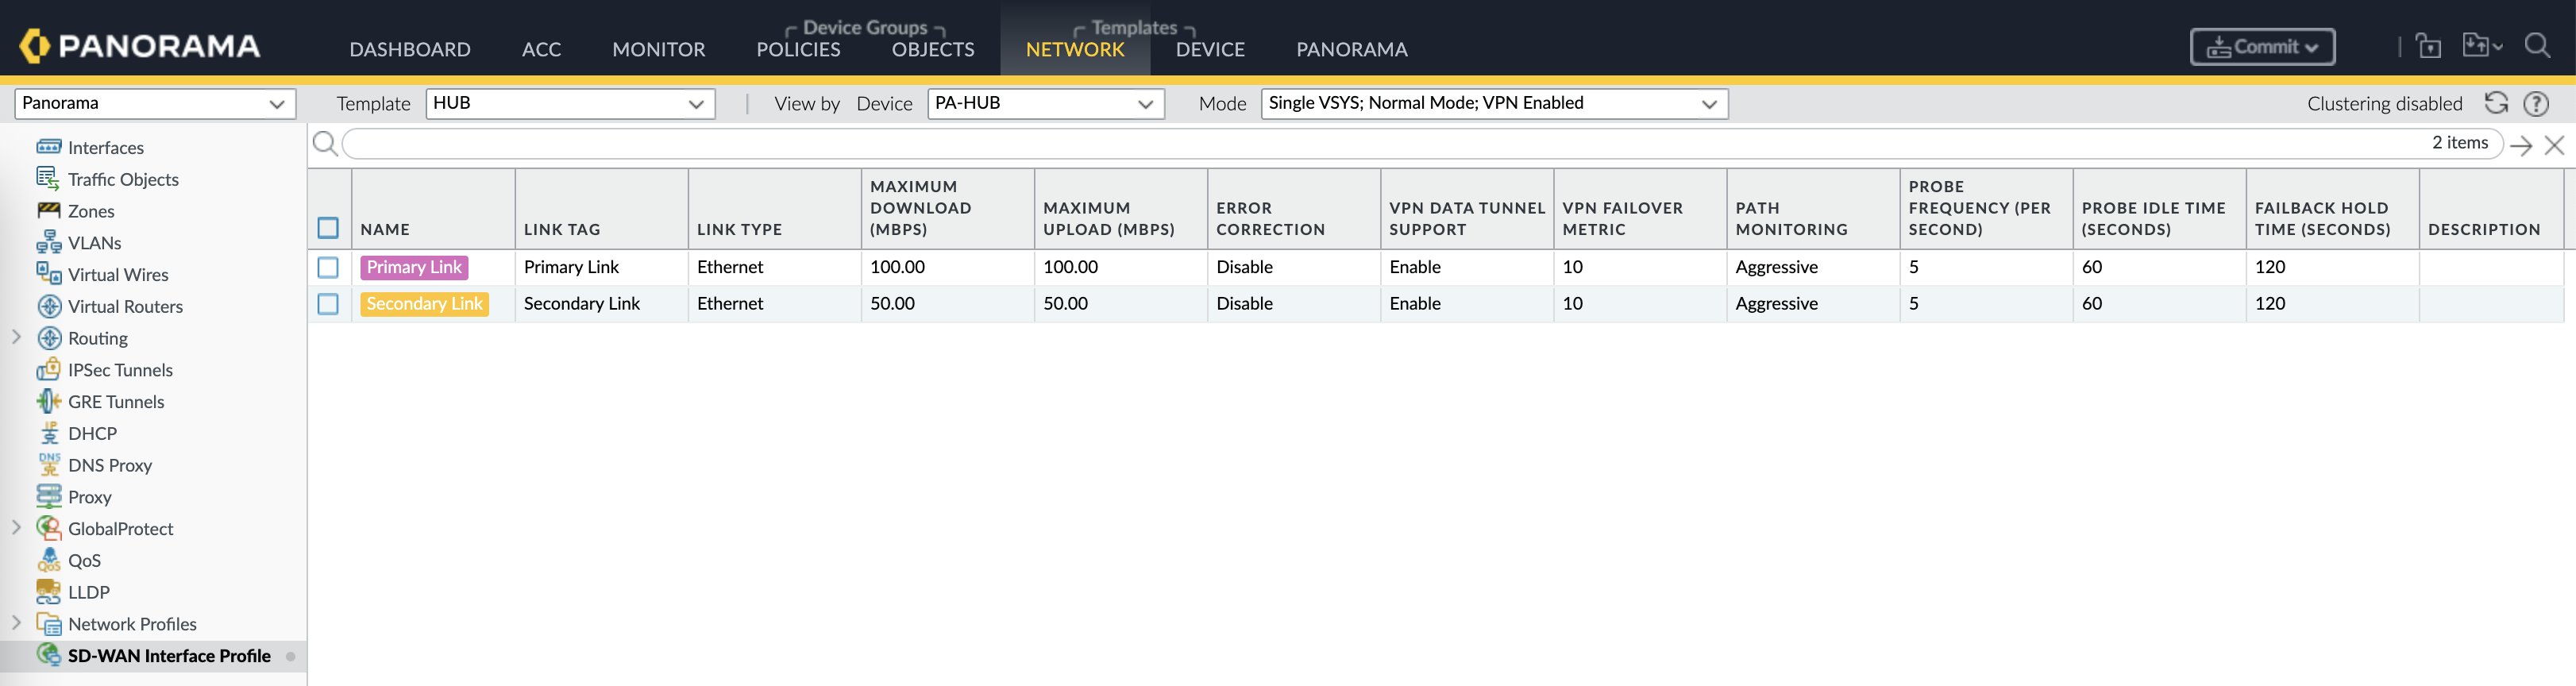 PANORAMA
Device Groups
Templates
DASHBOARD ACC MONITOR POLICIES OBJECTS NETWORK DEVICE PANORAMA
Commit
Panorama
Template HUB
View by Device PA-HUB
Mode Single VSYS; Normal Mode; VPN Enabled
Clustering disabled
Interfaces
Traffic Objects
Zones
VLANs
Virtual Wires
Virtual Routers
Routing
IPSec Tunnels
GRE Tunnels
DHCP
DNS Proxy
Proxy
GlobalProtect
QoS
LLDP
Network Profiles
SD-WAN Interface Profile
2 items
NAME
LINK TAG
LINK TYPE
MAXIMUM
DOWNLOAD
(MBPS)
MAXIMUM
UPLOAD (MBPS)
ERROR
CORRECTION
VPN DATA TUNNEL
SUPPORT
VPN FAILOVER
METRIC
PATH
MONITORING
PROBE
FREQUENCY (PER
SECOND)
PROBE IDLE TIME
(SECONDS)
FAILBACK HOLD
TIME (SECONDS)
DESCRIPTION
Primary Link Primary Link Ethernet 100.00 100.00 Disable Enable 10 Aggressive 5 60 120
Secondary Link Secondary Link Ethernet 50.00 50.00 Disable Enable 10 Aggressive 5 60 120